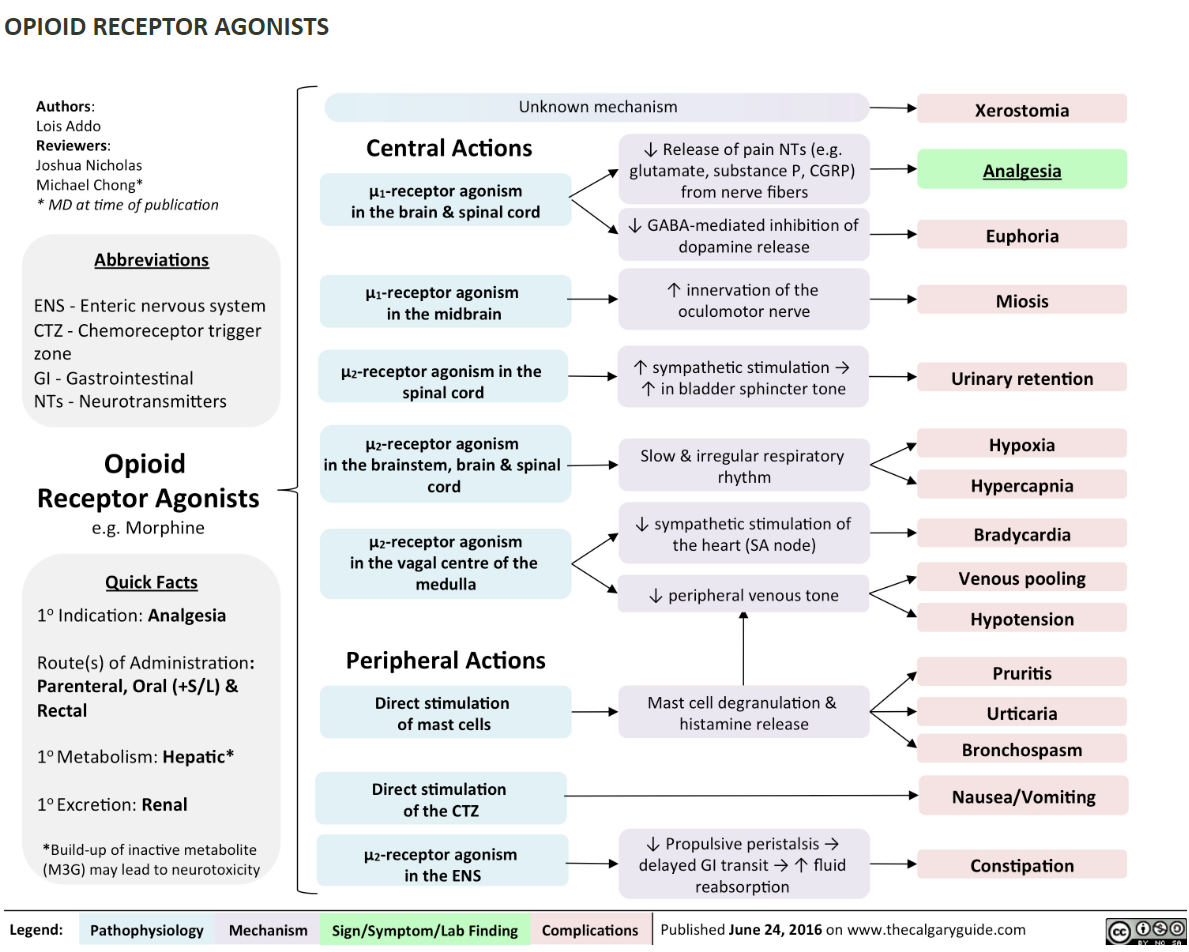 OPIOID RECEPTOR AGONISTS
Authors:
Lois Addo
Reviewers:
Joshua Nicholas
Michael Chong*
* MD at time of publication
Abbreviations
ENS - Enteric nervous system
CTZ - Chemoreceptor trigger
zone
GI - Gastrointestinal
NTs - Neurotransmitters
Opioid
Receptor Agonists
e.g. Morphine
Quick Facts
1° Indication: Analgesia
Route(s) of Administration:
Parenteral, Oral (+S/L) &
Rectal
1° Metabolism: Hepatic*
1° Excretion: Renal
*Build-up of inactive metabolite
(M3G) may lead to neurotoxicity
Unknown mechanism
Xerostomia
Central Actions
μ1-receptor agonism
in the brain & spinal cord
↓ Release of pain NTs (e.g.
glutamate, substance P, CGRP)
from nerve fibers
Analgesia
↓ GABA-mediated inhibition of
dopamine release
Euphoria
μ1-receptor agonism
in the midbrain
↑ innervation of the
oculomotor nerve
Miosis
μ2-receptor agonism in the
spinal cord
↑ sympathetic stimulation →
↑ in bladder sphincter tone
Urinary retention
μ2-receptor agonism
in the brainstem, brain & spinal
cord
Slow & irregular respiratory
rhythm
Hypoxia
Hypercapnia
μ2-receptor agonism
in the vagal centre of the
medulla
↓ sympathetic stimulation of
the heart (SA node)
Bradycardia
↓ peripheral venous tone
Venous pooling
Hypotension
Peripheral Actions
Direct stimulation
of mast cells
Mast cell degranulation &
histamine release
Pruritis
Urticaria
Bronchospasm
Direct stimulation
of the CTZ
Nausea/Vomiting
μ2-receptor agonism
in the ENS
↓ Propulsive peristalsis →
delayed GI transit → ↑ fluid
reabsorption
Constipation
Legend:
Pathophysiology
Mechanism
Sign/Symptom/Lab Finding
Complications
Published June 24, 2016 on www.thecalgaryguide.com
cc
BY NC SA